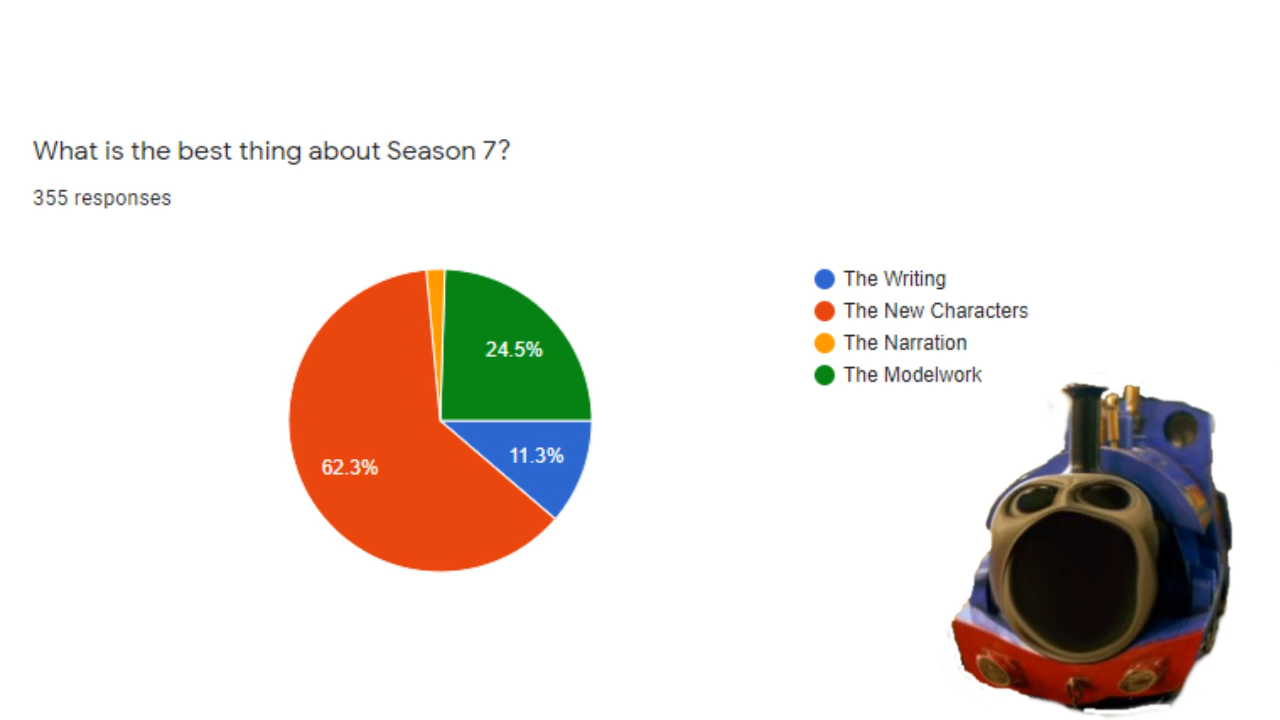 What is the best thing about Season 7?
355 responses
The Writing
The New Characters
The Narration
The Modelwork
24.5%
11.3%
62.3%